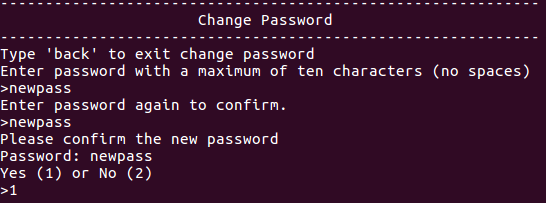 --------------------------------------------------------------
Change Password
--------------------------------------------------------------
Type 'back' to exit change password
Enter password with a maximum of ten characters (no spaces)
>newpass
Enter password again to confirm.
>newpass
Please confirm the new password
Password: newpass
Yes (1) or No (2)
>1